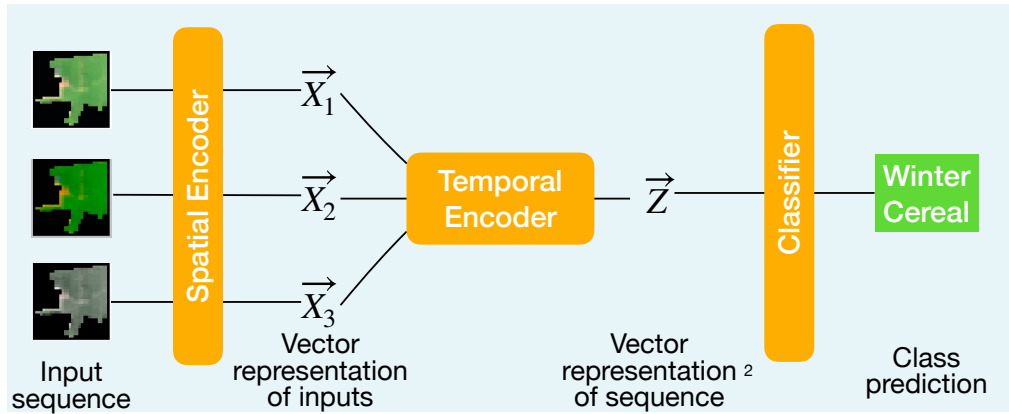 Spatial Encoder
X₁
X₂
X₃
Temporal
Encoder
Z
Classifier
Winter
Cereal
Input
sequence
Vector
representation
of inputs
Vector
representation 2
of sequence
Class
prediction